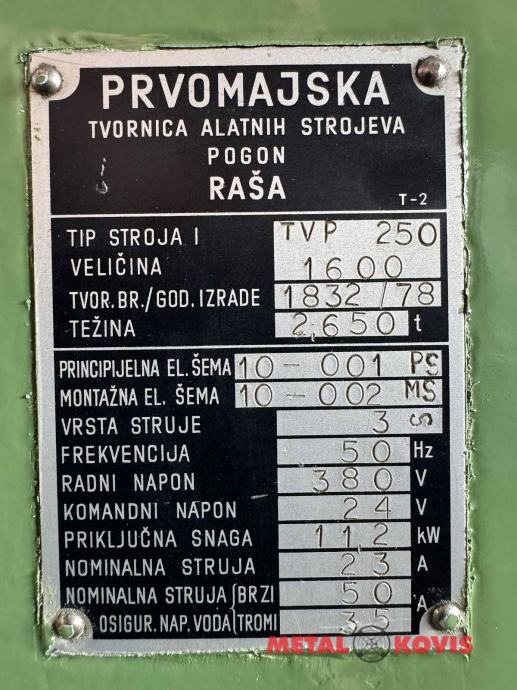 PRVOMAJSKA
TVORNICA ALATNIH STROJEVA
POGON
RAŠA
T-2
TIP STROJA I TVP 250
VELIČINA 1600
TVOR. BR./GOD. IZRADE 1832/78
TEŽINA 2,650 t
PRINCIPIJELNA EL. ŠEMA 10-001 PS
MONTAŽNA EL. ŠEMA 10-002 MS
VRSTA STRUJE 3 S
FREKVENCIJA 50 Hz
RADNI NAPON 380 V
KOMANDNI NAPON 24 V
PRIKLJUČNA SNAGA 11,2 kW
NOMINALNA STRUJA 23 A
NOMINALNA STRUJA BRZI 50 A
OSIGUR. NAP. VODA TROMI 35
METAL KOVIS